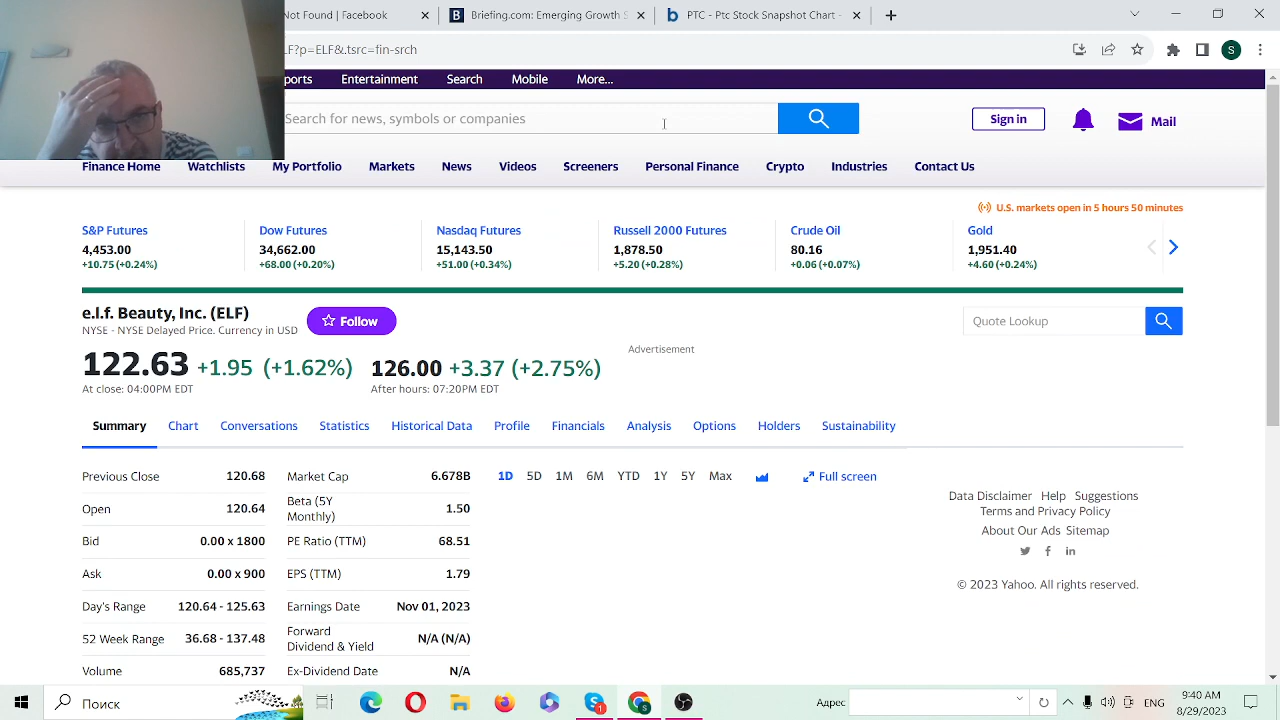 Not Found | Facebook
Briefing.com: Growth S
PTC - Ptc Stock Snapshot Chart -
LF?p=ELF&.tsrc=fin-srch
Sports Entertainment Search Mobile More...
Search for news, symbols or companies
Sign in
Mail
Finance Home Watchlists My Portfolio Markets News Videos Screeners Personal Finance Crypto Industries Contact Us
U.S. markets open in 5 hours 50 minutes
S&P Futures Dow Futures Nasdaq Futures Russell 2000 Futures Crude Oil Gold
4,453.00 34,662.00 15,143.50 1,878.50 80.16 1,951.40
+10.75 (+0.24%) +68.00 (+0.20%) +51.00 (+0.34%) +5.20 (+0.28%) +0.06 (+0.07%) +4.60 (+0.24%)
e.l.f. Beauty, Inc. (ELF)
Follow
NYSE - NYSE Delayed Price. Currency in USD
Quote Lookup
Advertisement
122.63 +1.95 (+1.62%) 126.00 +3.37 (+2.75%)
At close: 04:00PM EDT After hours: 07:20PM EDT
Summary Chart Conversations Statistics Historical Data Profile Financials Analysis Options Holders Sustainability
Previous Close 120.68
Open 120.64
Bid 0.00 x 1800
Ask 0.00 x 900
Day's Range 120.64 - 125.63
52 Week Range 36.68 - 137.48
Volume 685,737
Market Cap 6.678B
Beta (5Y
Monthly) 1.50
PE Ratio (TTM) 68.51
EPS (TTM) 1.79
Earnings Date Nov 01, 2023
Forward
Dividend & Yield N/A (N/A)
Ex-Dividend Date N/A
1D 5D 1M 6M YTD 1Y 5Y Max
Full screen
Data Disclaimer Help Suggestions
Terms and Privacy Policy
About Our Ads Sitemap
© 2023 Yahoo. All rights reserved.
Поиск
Адрес
ENG
9:40 AM
8/29/2023